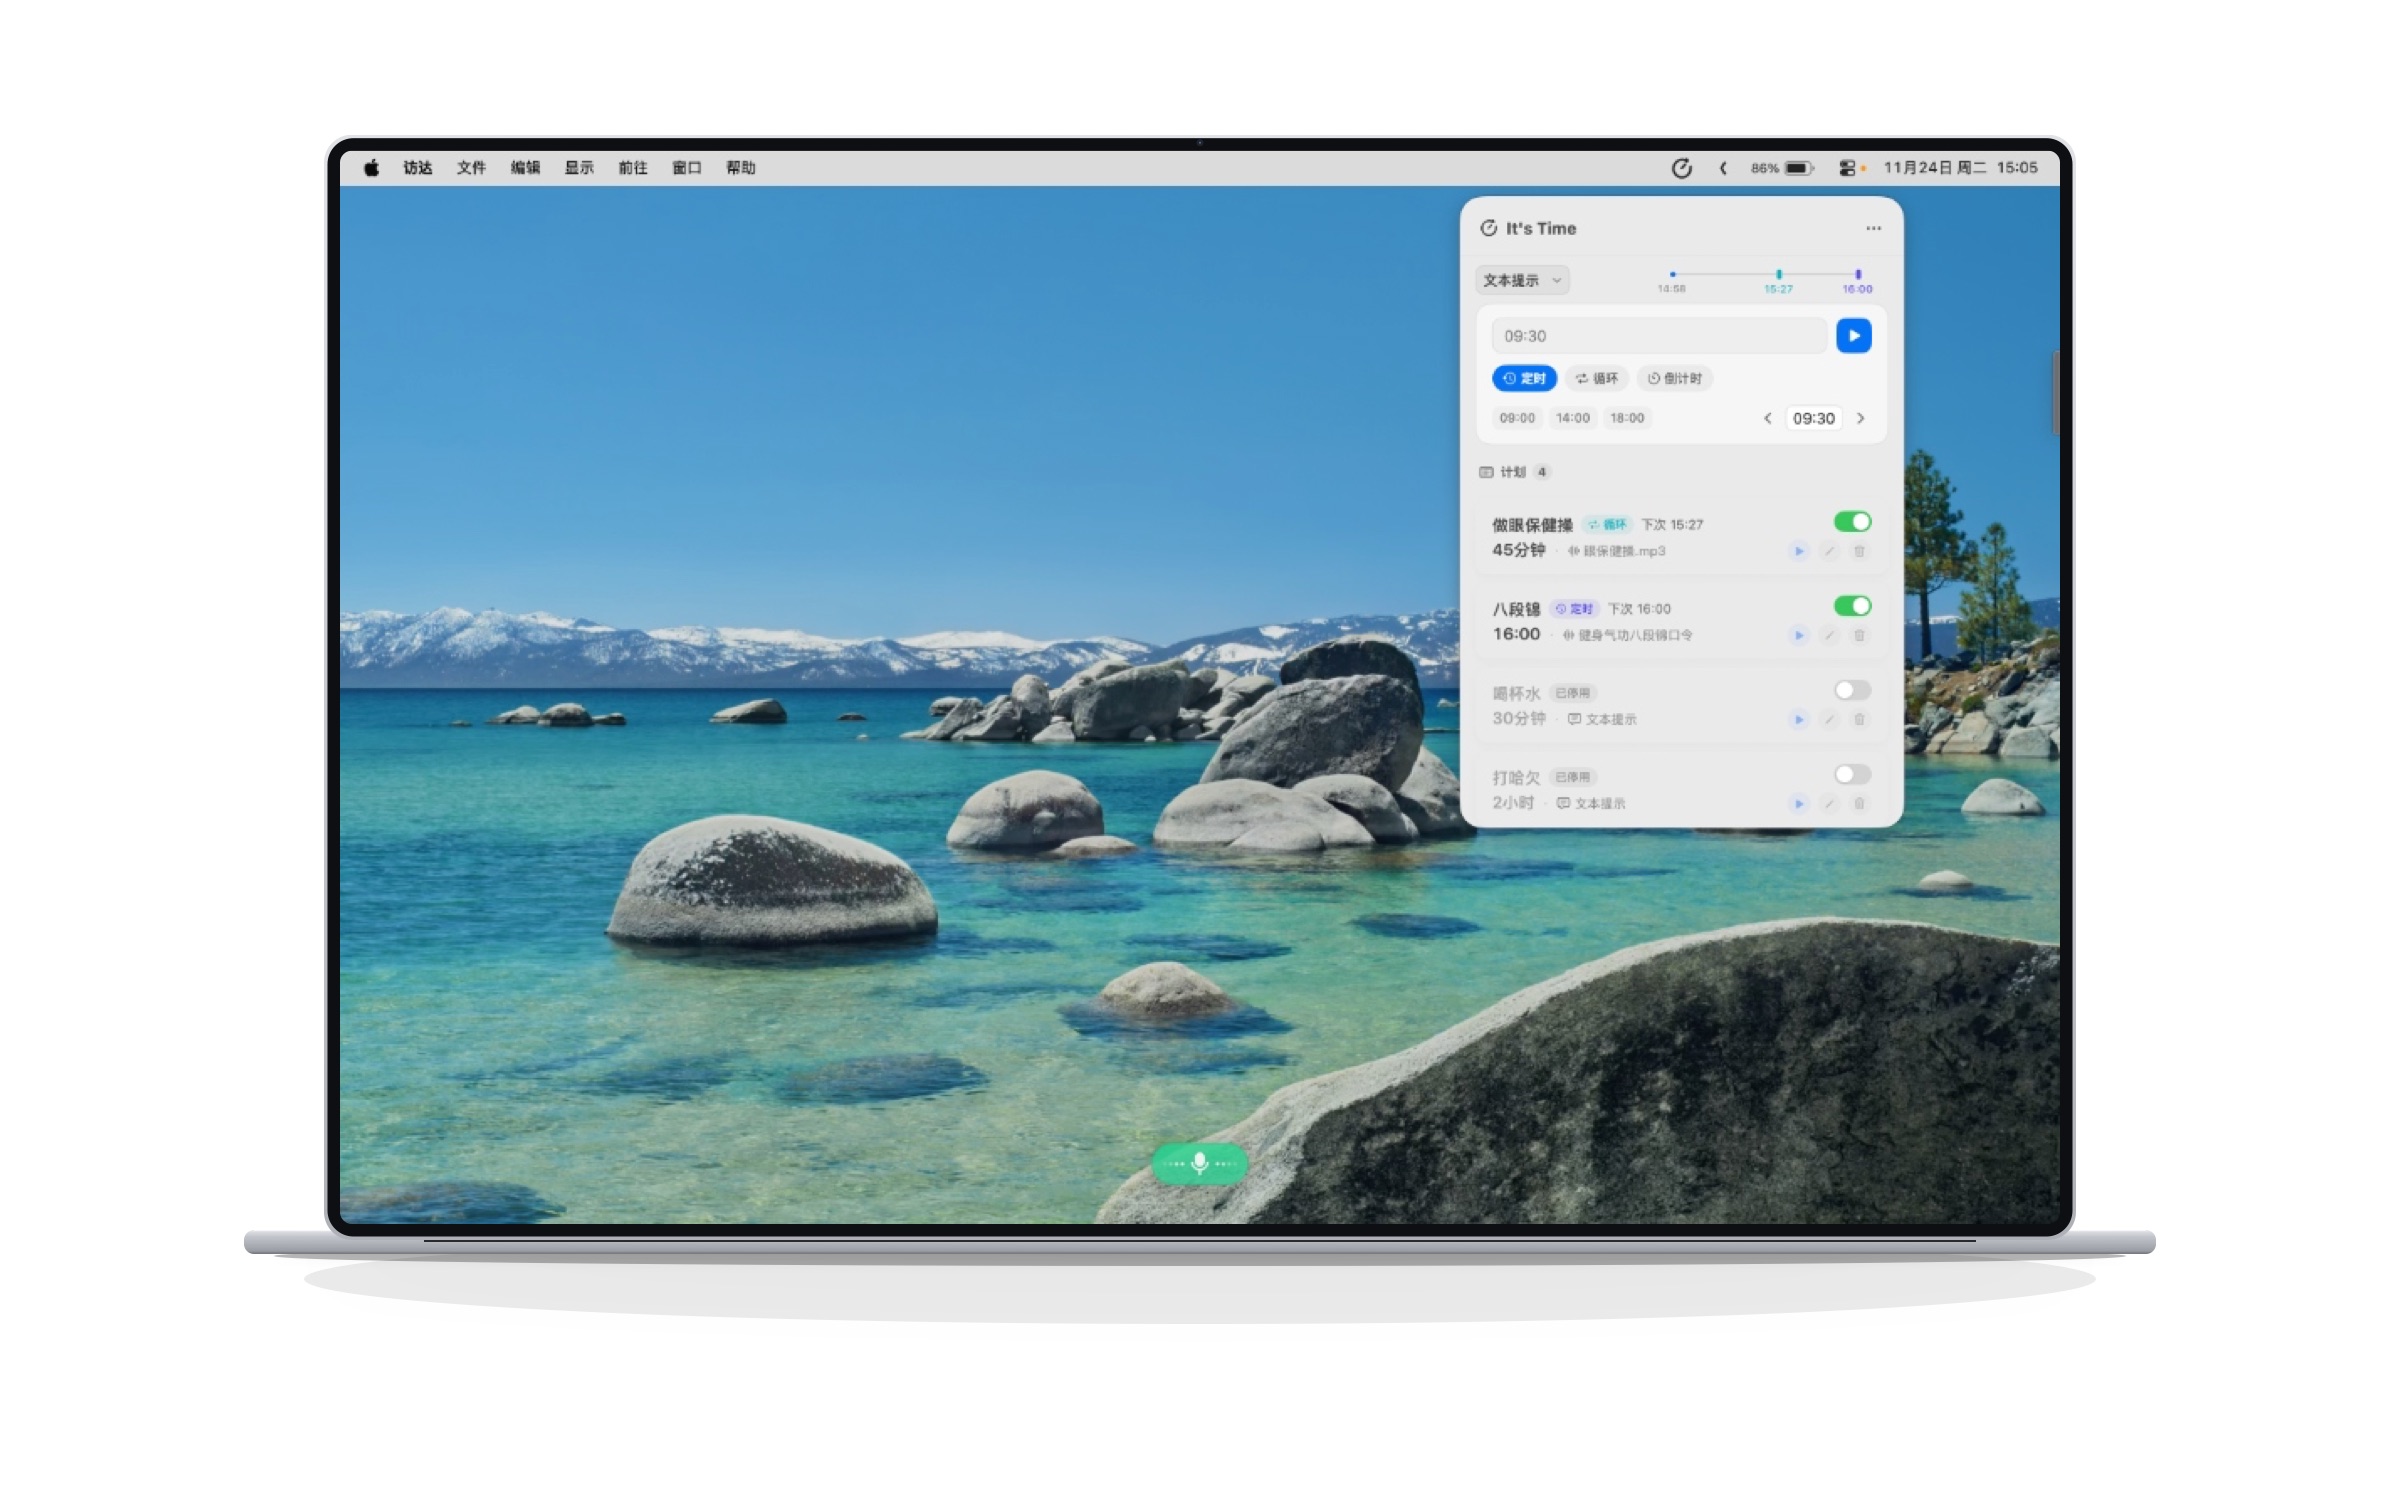 访达 文件 编辑 显示 前往 窗口 帮助 86% 11月24日 周二 15:05
It's Time
文本提示
14:58 15:27 16:00
09:30
定时 循环 倒计时
09:00 14:00 18:00 09:30
计划 4
做眼保健操 循环 下次 15:27
45分钟 · 眼保健操.mp3
八段锦 定时 下次 16:00
16:00 · 健身气功八段锦口令
喝杯水 已停用
30分钟 · 文本提示
打哈欠 已停用
2小时 · 文本提示